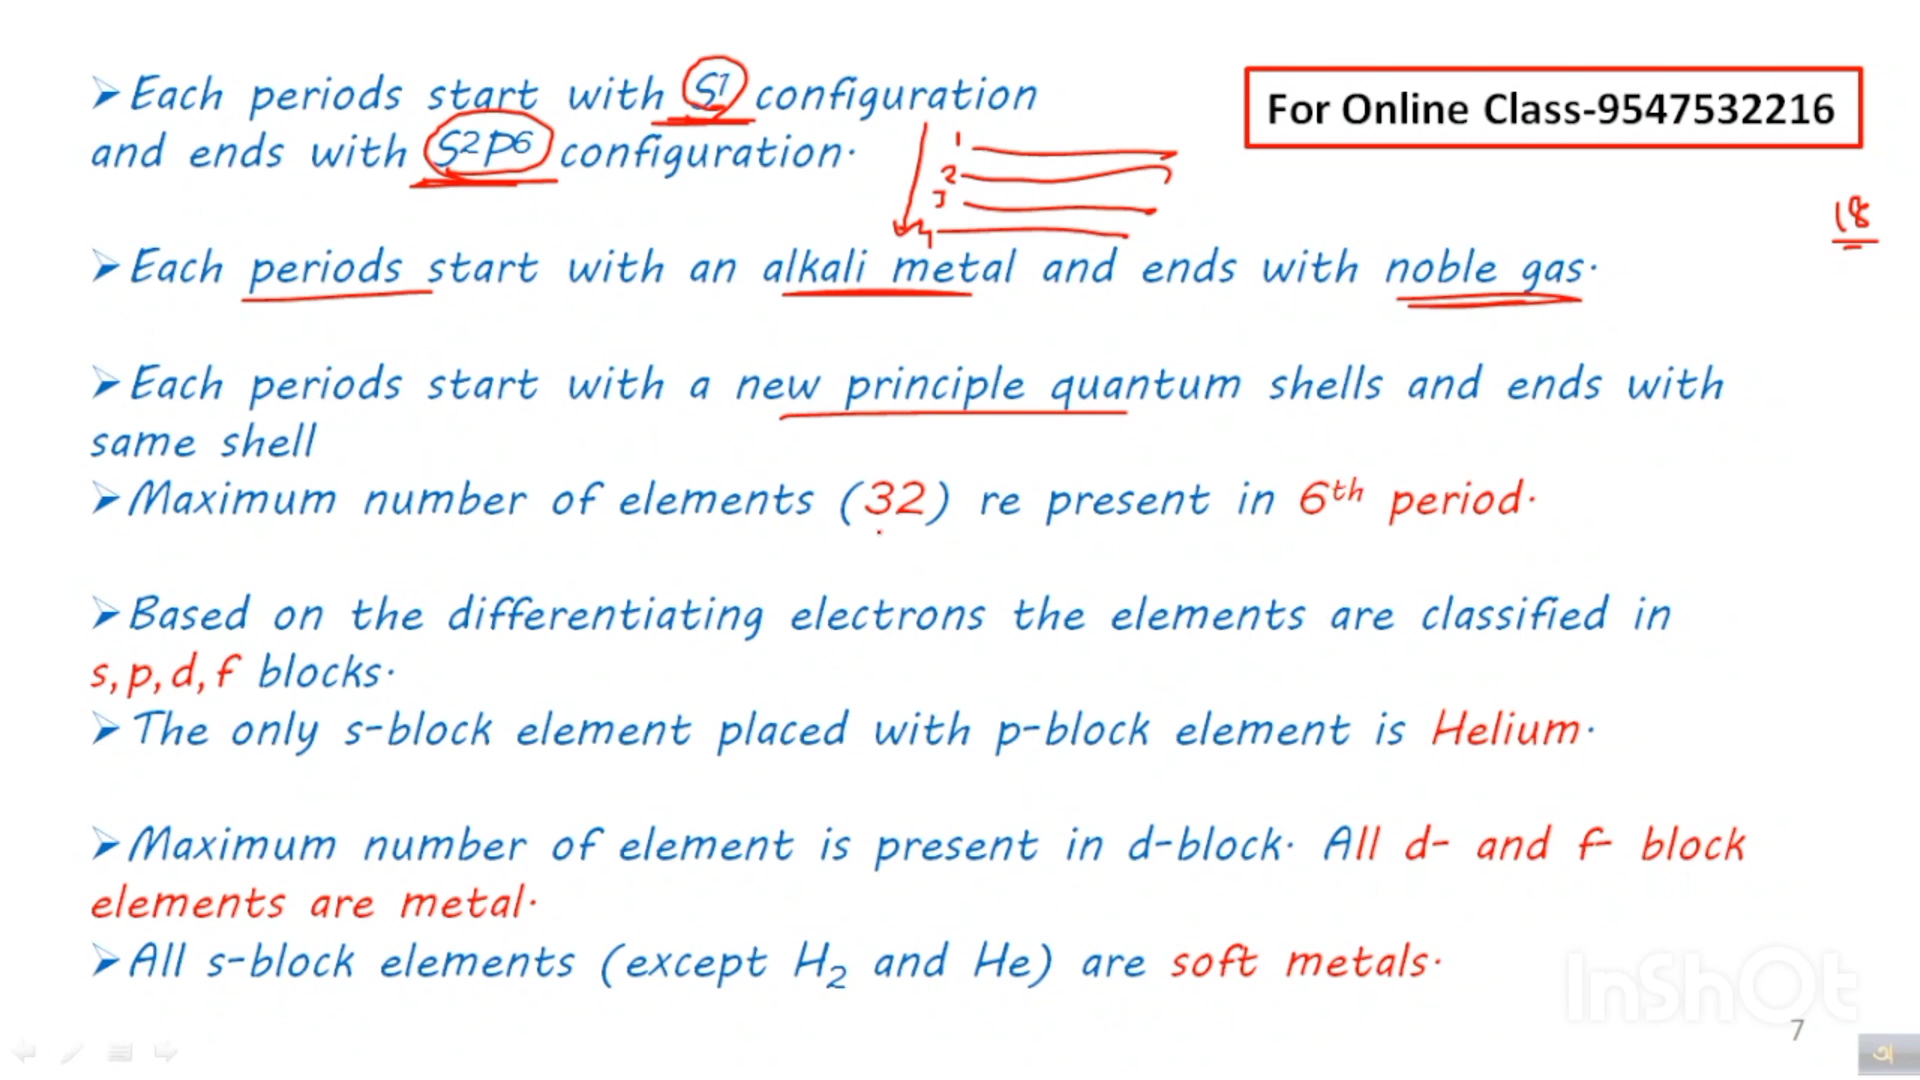 ➤Each periods start with S¹ configuration
and ends with S²P⁶ configuration.
For Online Class-9547532216
1
2
3
4
18
➤Each periods start with an alkali metal and ends with noble gas.
➤Each periods start with a new principle quantum shells and ends with
same shell
➤Maximum number of elements (32) re present in 6th period.
➤Based on the differentiating electrons the elements are classified in
s,p,d,f blocks.
➤The only s-block element placed with p-block element is Helium.
➤Maximum number of element is present in d-block. All d- and f- block
elements are metal.
➤All s-block elements (except H₂ and He) are soft metals.
InShOt
7
অ